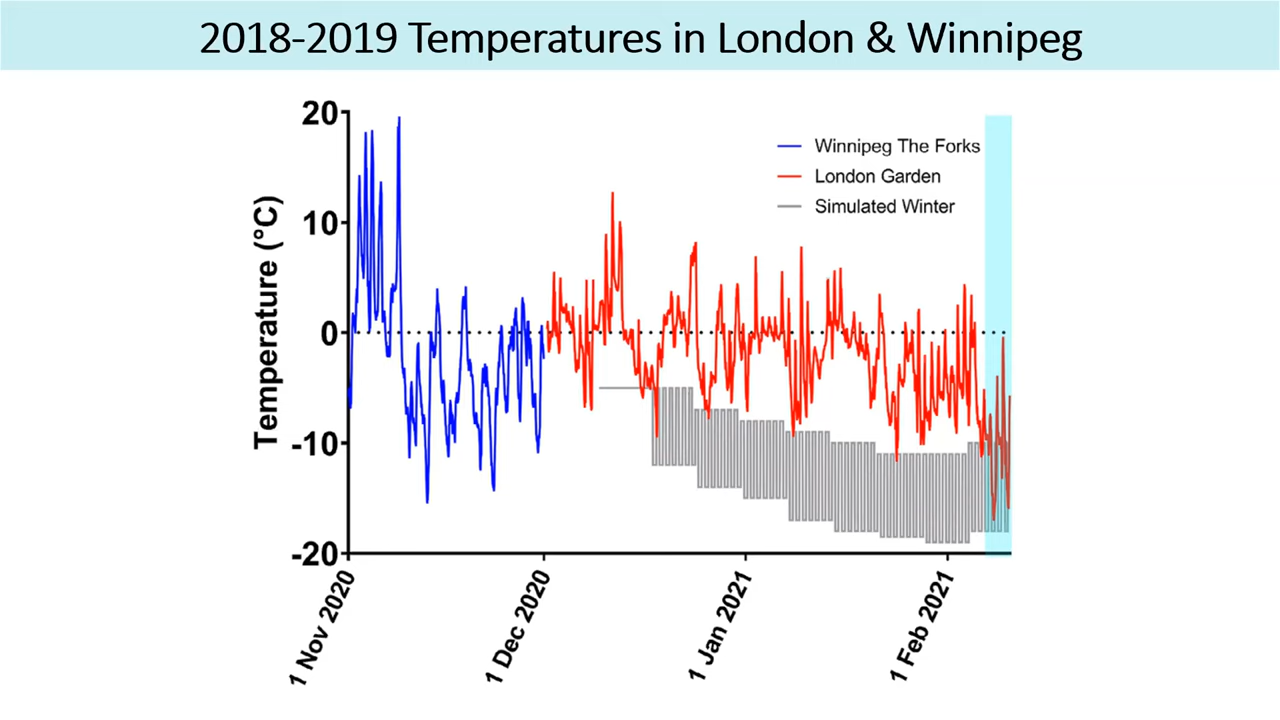 2018-2019 Temperatures in London & Winnipeg
20
10
0
-10
-20
Temperature (°C)
Winnipeg The Forks
London Garden
Simulated Winter
1 Nov 2020
1 Dec 2020
1 Jan 2021
1 Feb 2021